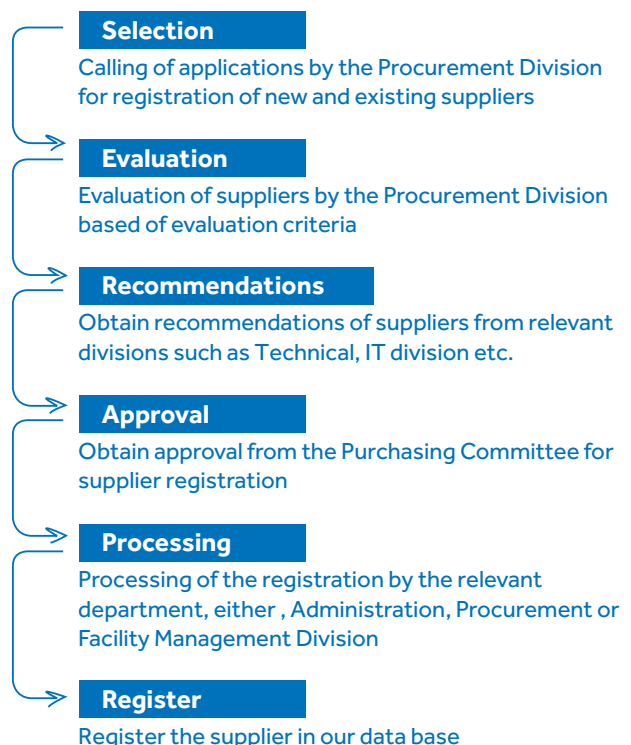 Selection
Calling of applications by the Procurement Division
for registration of new and existing suppliers
Evaluation
Evaluation of suppliers by the Procurement Division
based of evaluation criteria
Recommendations
Obtain recommendations of suppliers from relevant
divisions such as Technical, IT division etc.
Approval
Obtain approval from the Purchasing Committee for
supplier registration
Processing
Processing of the registration by the relevant
department, either , Administration, Procurement or
Facility Management Division
Register
Register the supplier in our data base